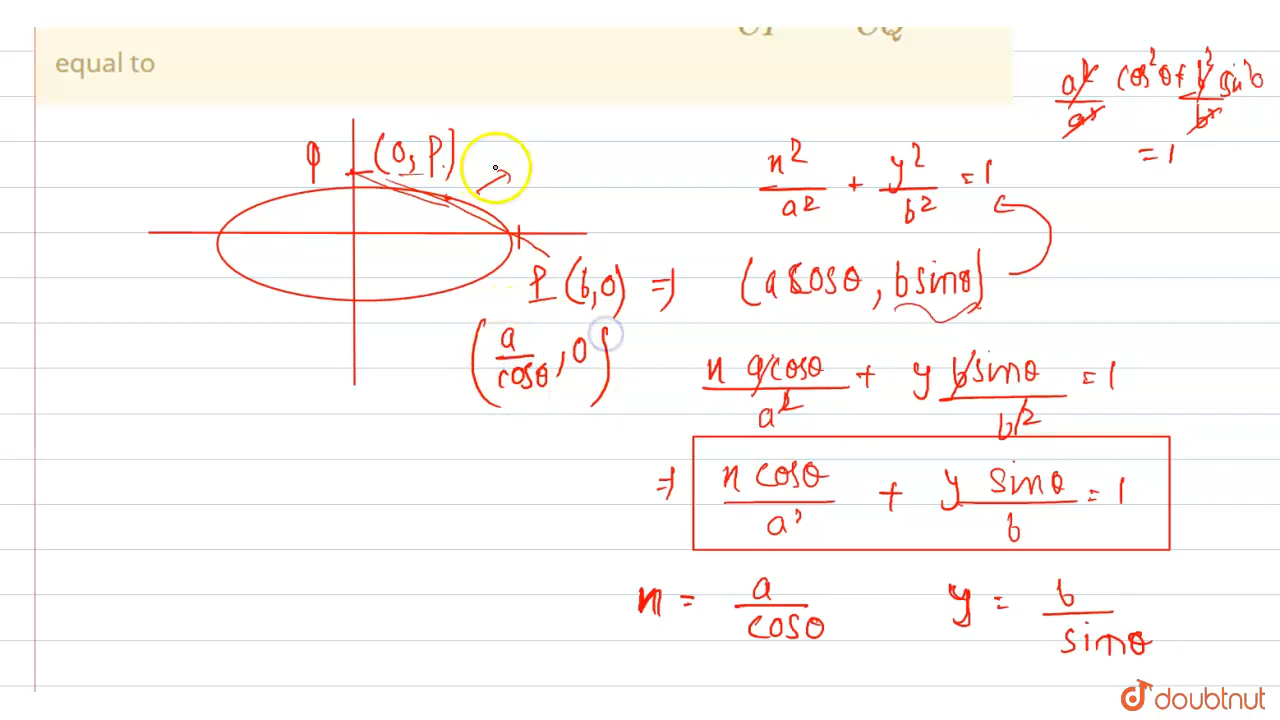 equal to
a² cos²θ + b² sin²θ
a² b²
= 1
φ (0, P)
x²/a² + y²/b² = 1
P (b, 0) ⇒ (a cosθ, b sinθ)
(a/cosθ, 0)
x a cosθ/a² + y b sinθ/b² = 1
⇒ x cosθ/a² + y sinθ/b = 1
x = a/cosθ y = b/sinθ
doubtnut